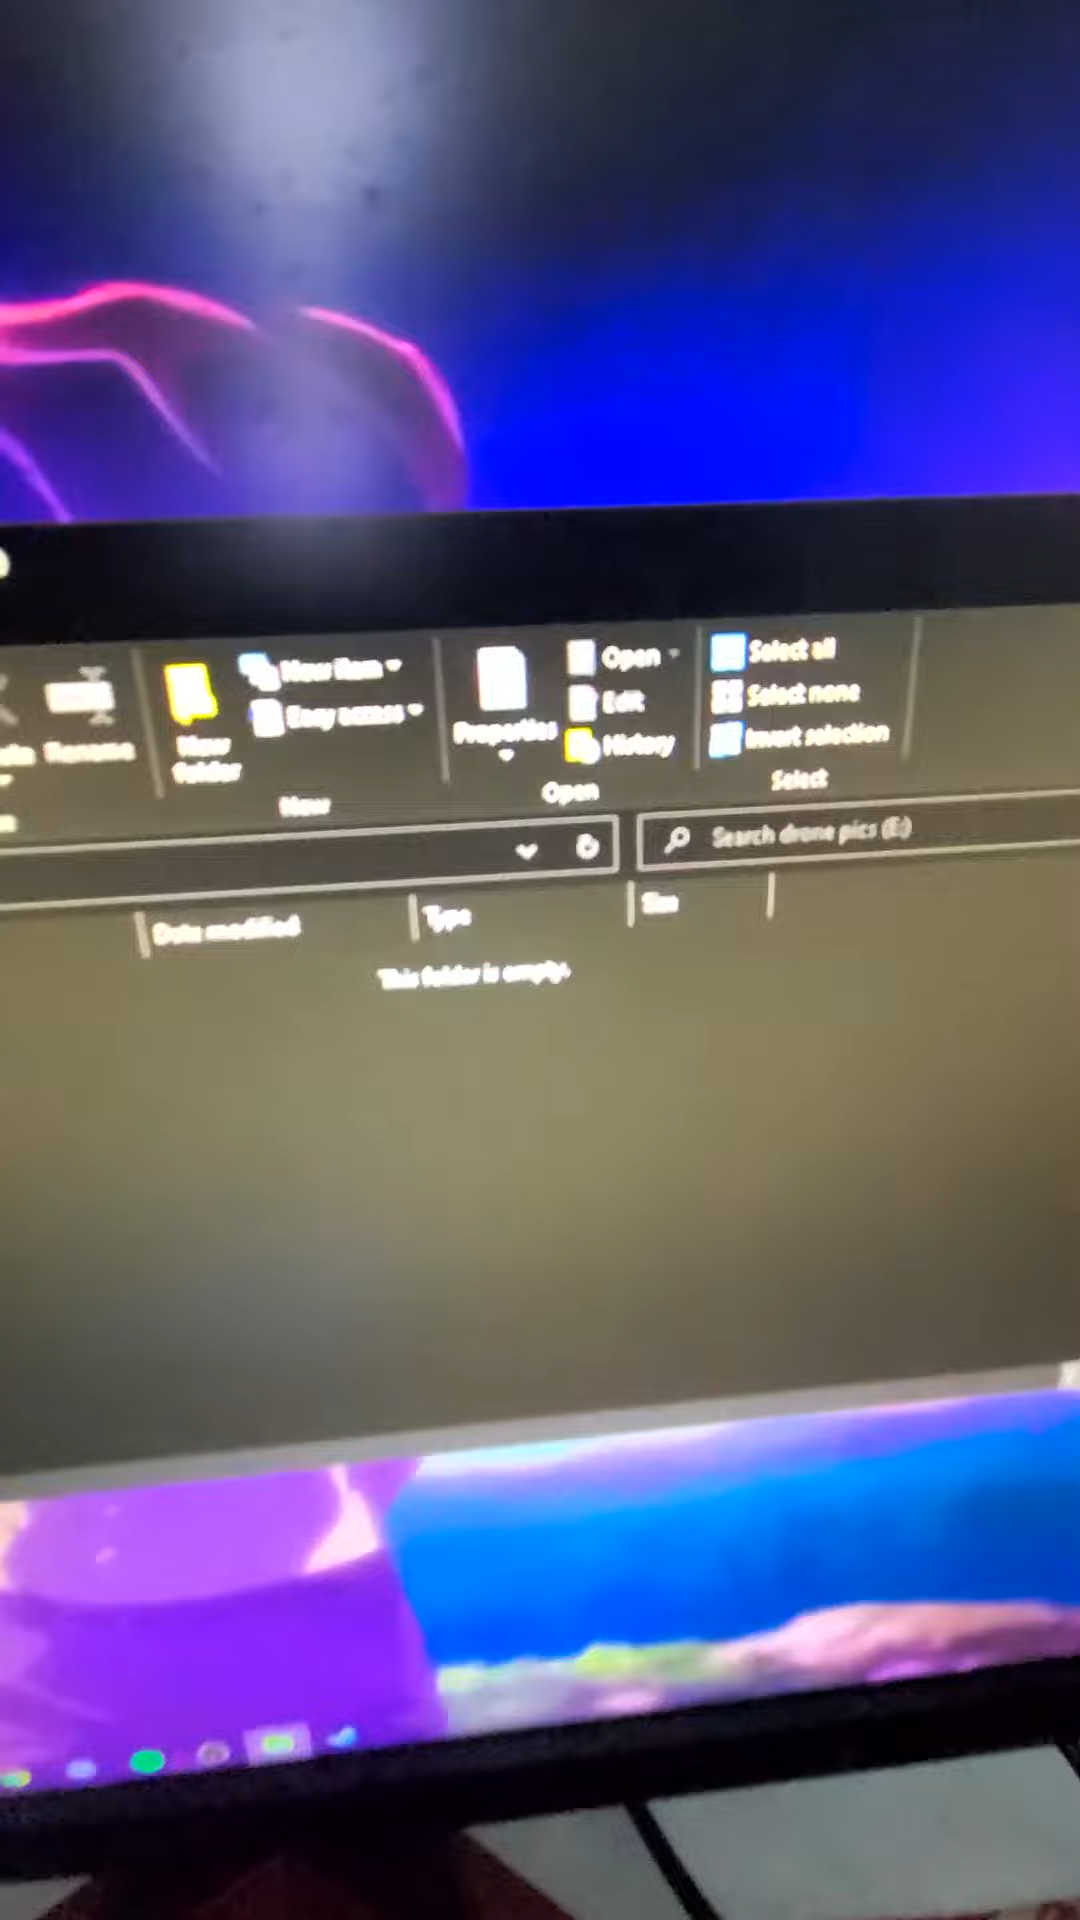 New item
Easy access
Rename
New
folder
New
Properties
Open
Edit
History
Open
Select all
Select none
Invert selection
Select
Search drone pics (E:)
Date modified
Type
Size
This folder is empty.